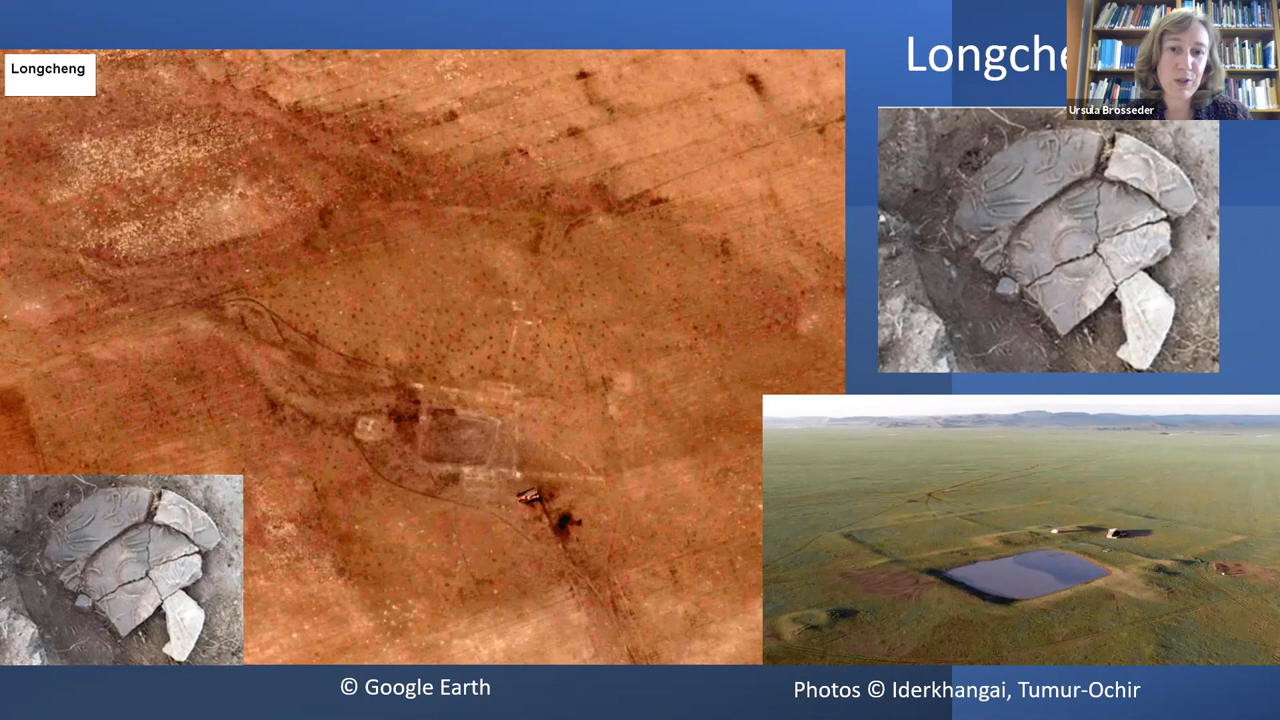 Longcheng
Longche
Ursula Brosseder
© Google Earth
Photos © Iderkhangai, Tumur-Ochir